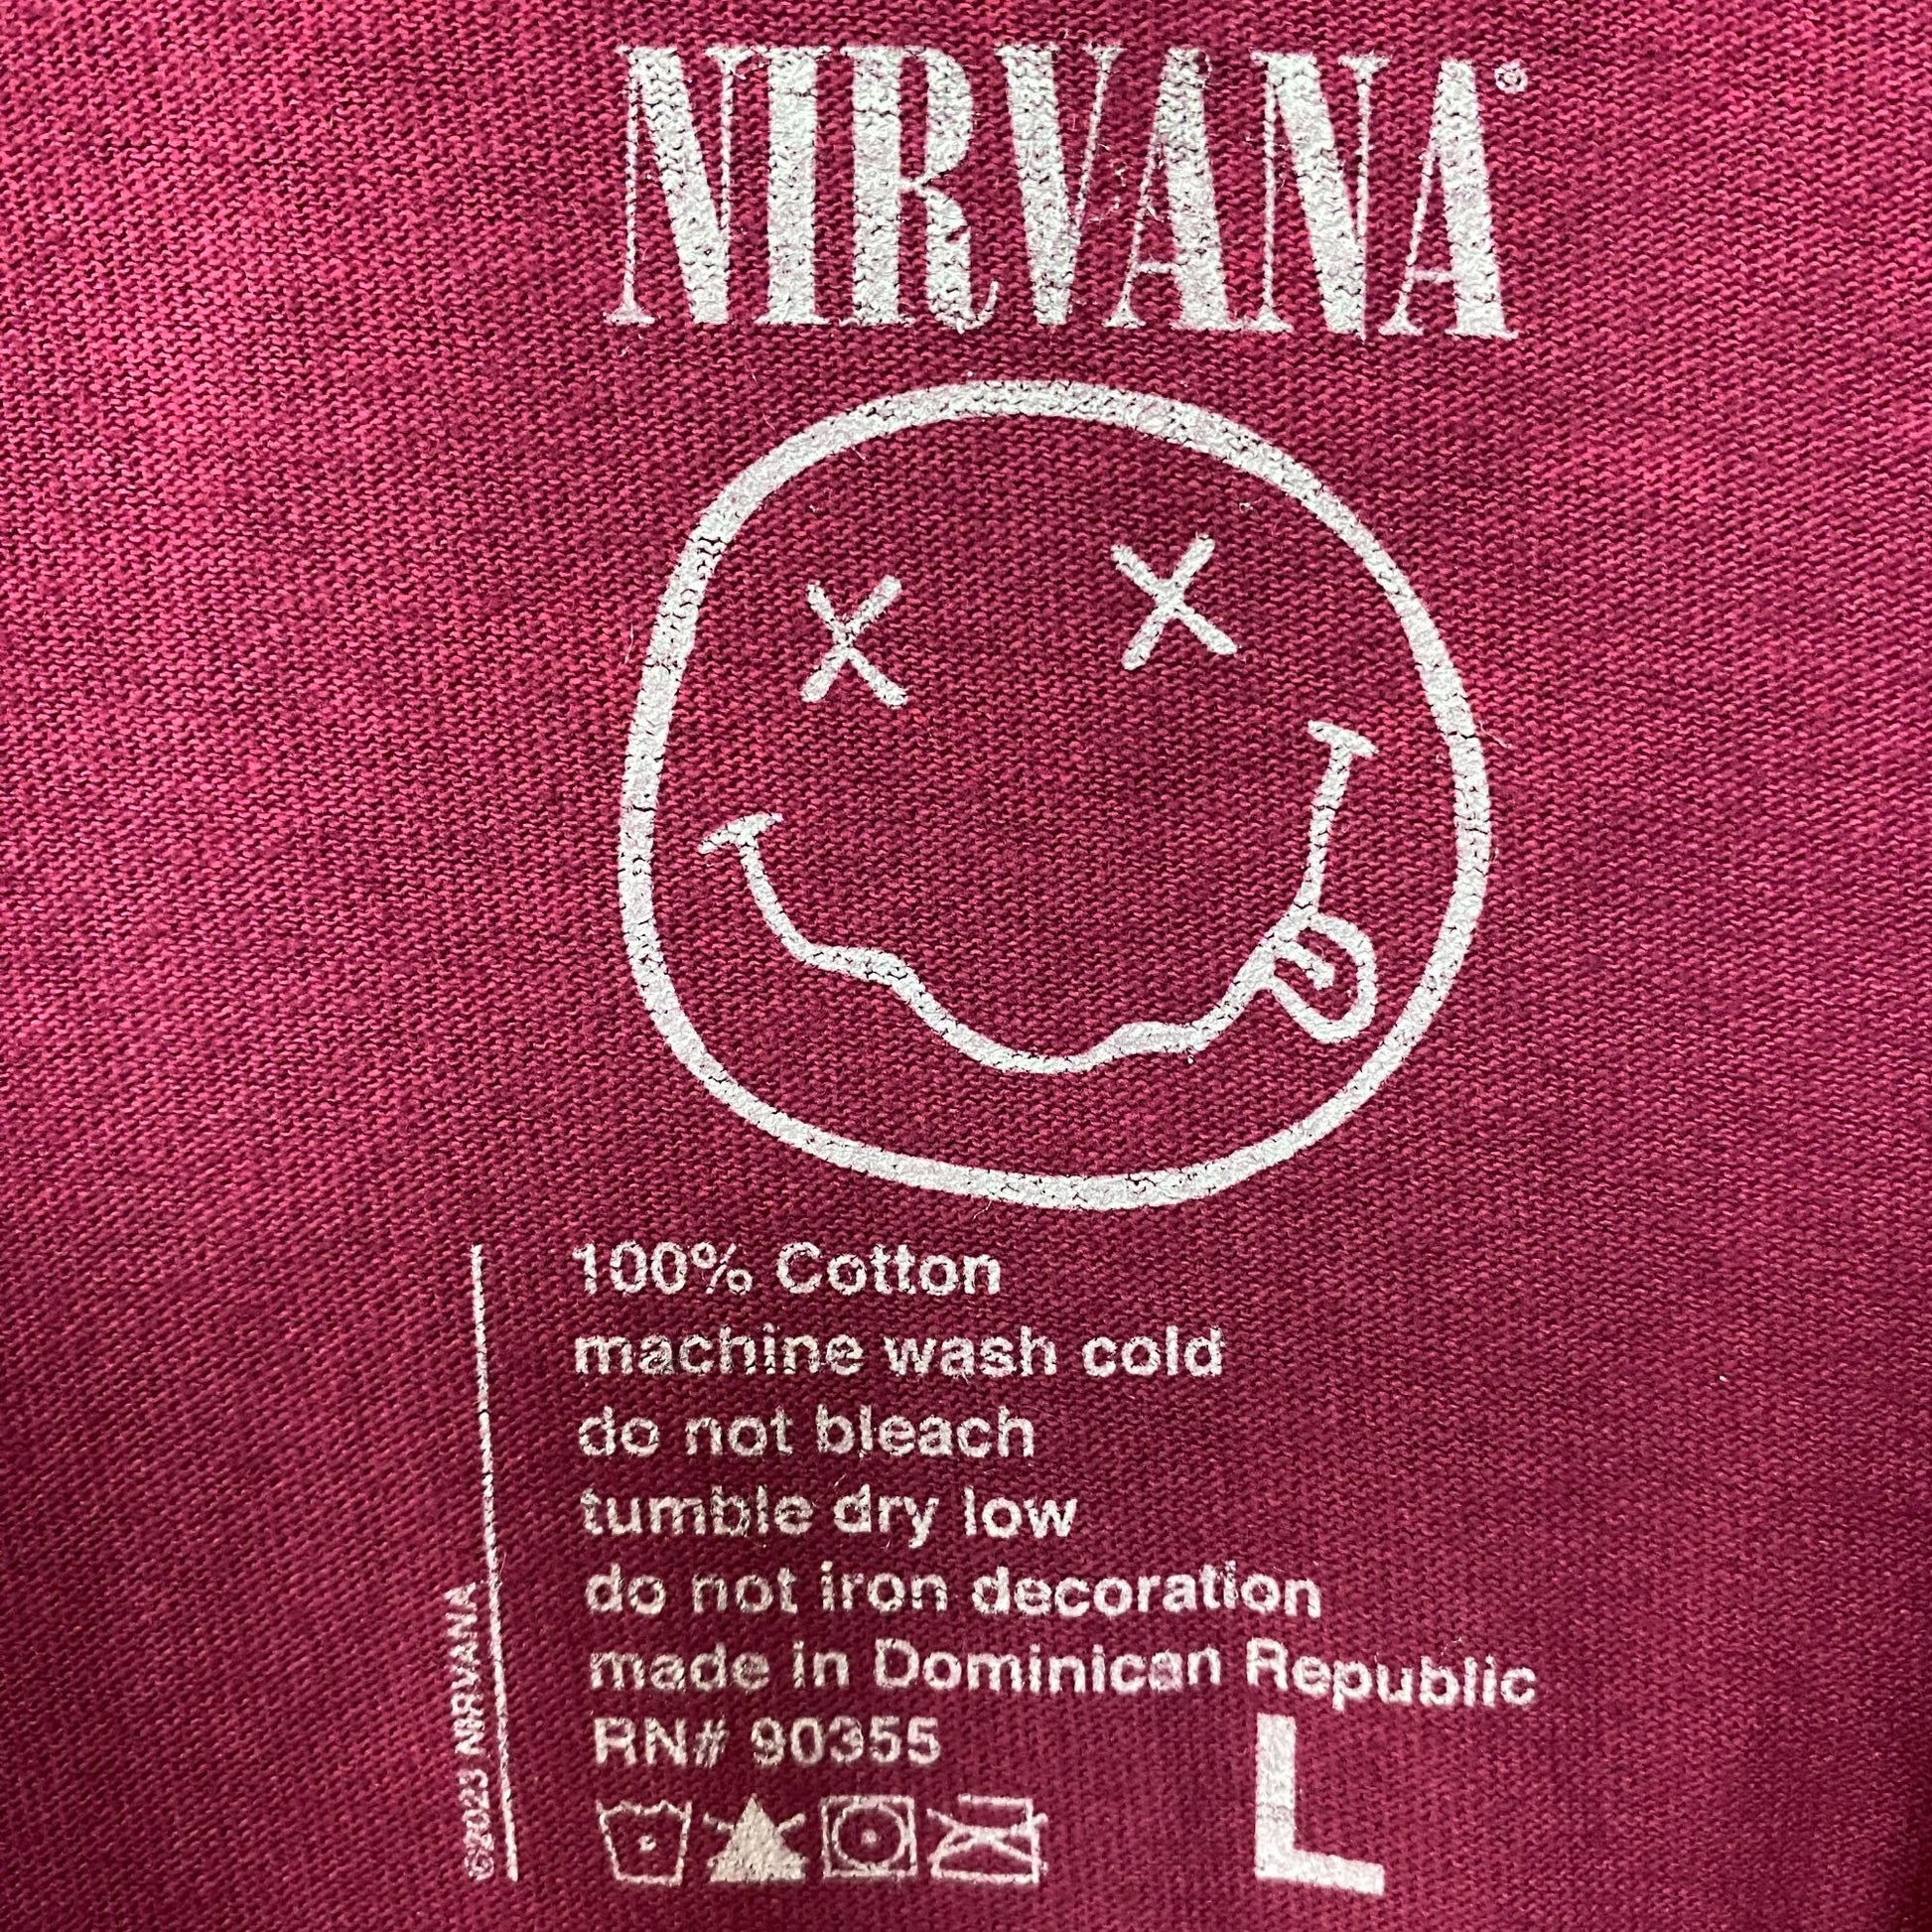 NIRVANA®
100% Cotton
machine wash cold
do not bleach
tumble dry low
do not iron decoration
made in Dominican Republic
RN# 90355
L
©2023 NIRVANA